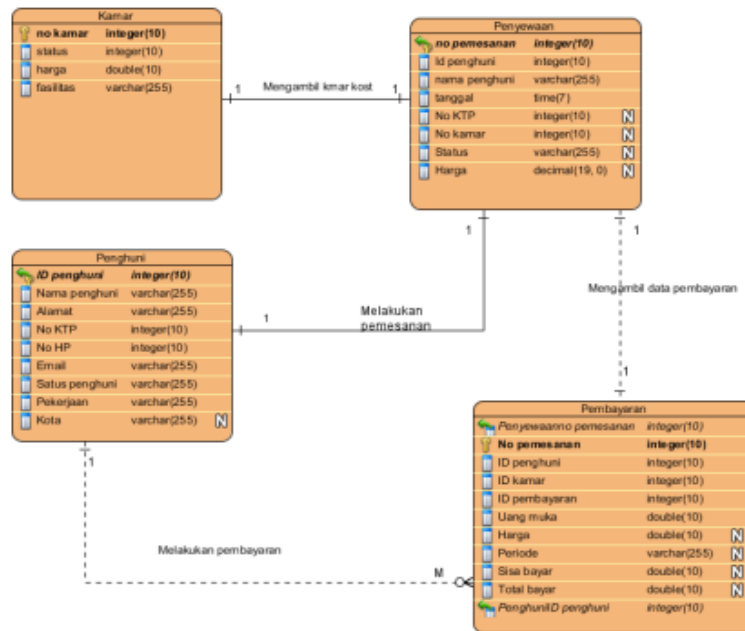 Kamar
no kamar integer(10)
status integer(10)
harga double(10)
fasilitas varchar(255)
1 Mengambil kmar kost 1
Penyewaan
no pemesanan integer(10)
Id penghuni integer(10)
nama penghuni varchar(255)
tanggal time(7)
No KTP integer(10) N
No kamar integer(10) N
Status varchar(255) N
Harga decimal(19, 0) N
Penghuni
ID penghuni integer(10)
Nama penghuni varchar(255)
Alamat varchar(255)
No KTP integer(10)
No HP integer(10)
Email varchar(255)
Satus penghuni varchar(255)
Pekerjaan varchar(255)
Kota varchar(255) N
1
Melakukan
pemesanan
1
1
Mengambil data pembayaran
1
Pembayaran
Penyewaanno pemesanan integer(10)
No pemesanan integer(10)
ID penghuni integer(10)
ID kamar integer(10)
ID pembayaran integer(10)
Uang muka double(10)
Harga double(10) N
Periode varchar(255) N
Sisa bayar double(10) N
Total bayar double(10) N
PenghuniID penghuni integer(10)
1
Melakukan pembayaran
M